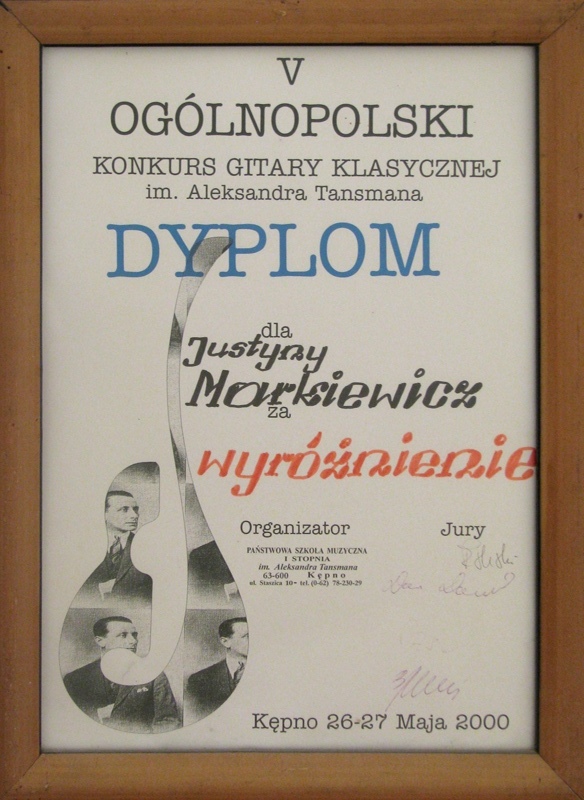 V
OGÓLNOPOLSKI
KONKURS GITARY KLASYCZNEJ
im. Aleksandra Tansmana
DYPLOM
dla
Justyny
Markiewicz
za
wyróżnienie
Organizator
Jury
PAŃSTWOWA SZKOŁA MUZYCZNA
I STOPNIA
im. Aleksandra Tansmana
63-600 Kępno
ul. Staszica 10 - tel. (0-62) 78-230-29
Kępno 26-27 Maja 2000